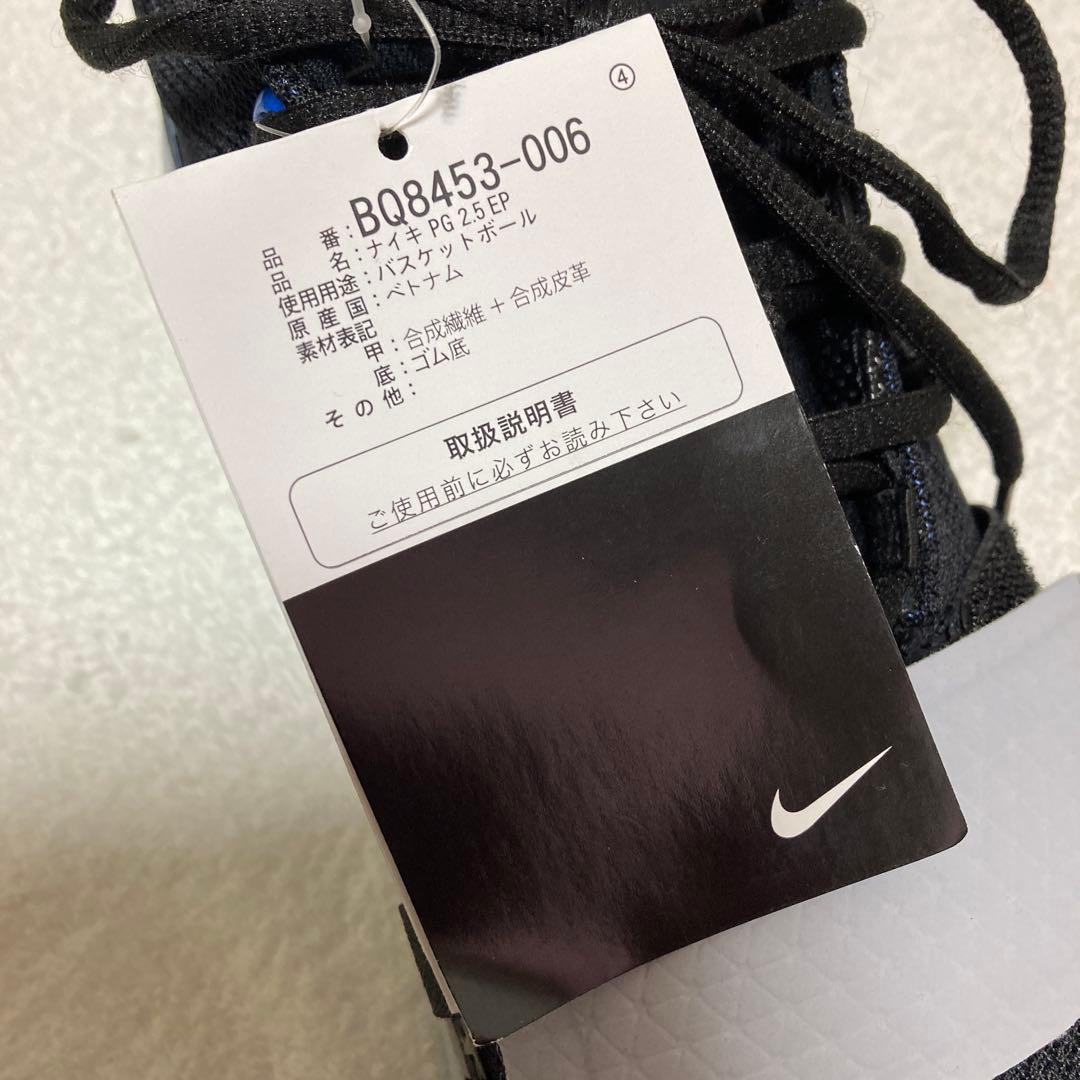 ④
品番:BQ8453-006
品名:ナイキ PG 2.5 EP
使用用途:バスケットボール
原産国:ベトナム
素材表記
甲:合成繊維+合成皮革
底:ゴム底
その他:
取扱説明書
ご使用前に必ずお読み下さい